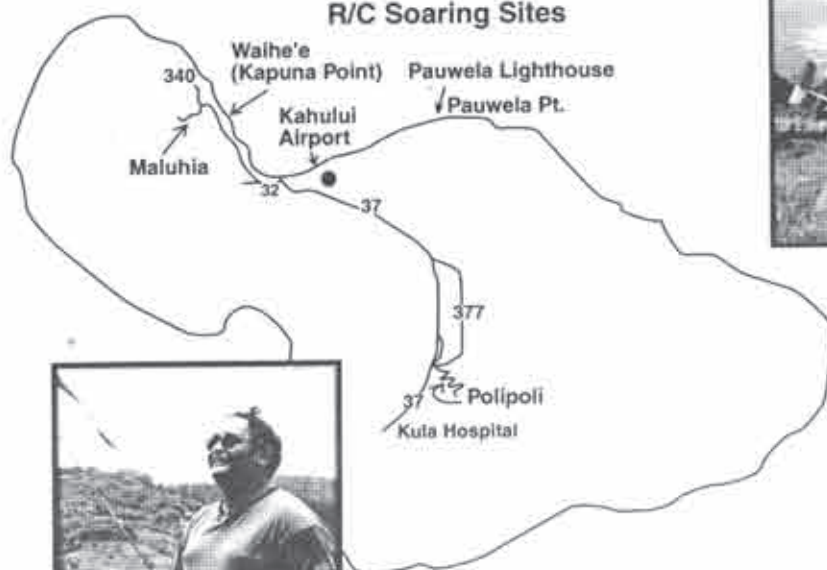 R/C Soaring Sites
Waihe'e
(Kapuna Point)
340
Pauwela Lighthouse
Pauwela Pt.
Kahului
Airport
Maluhia
32
37
377
37
Polipoli
Kula Hospital